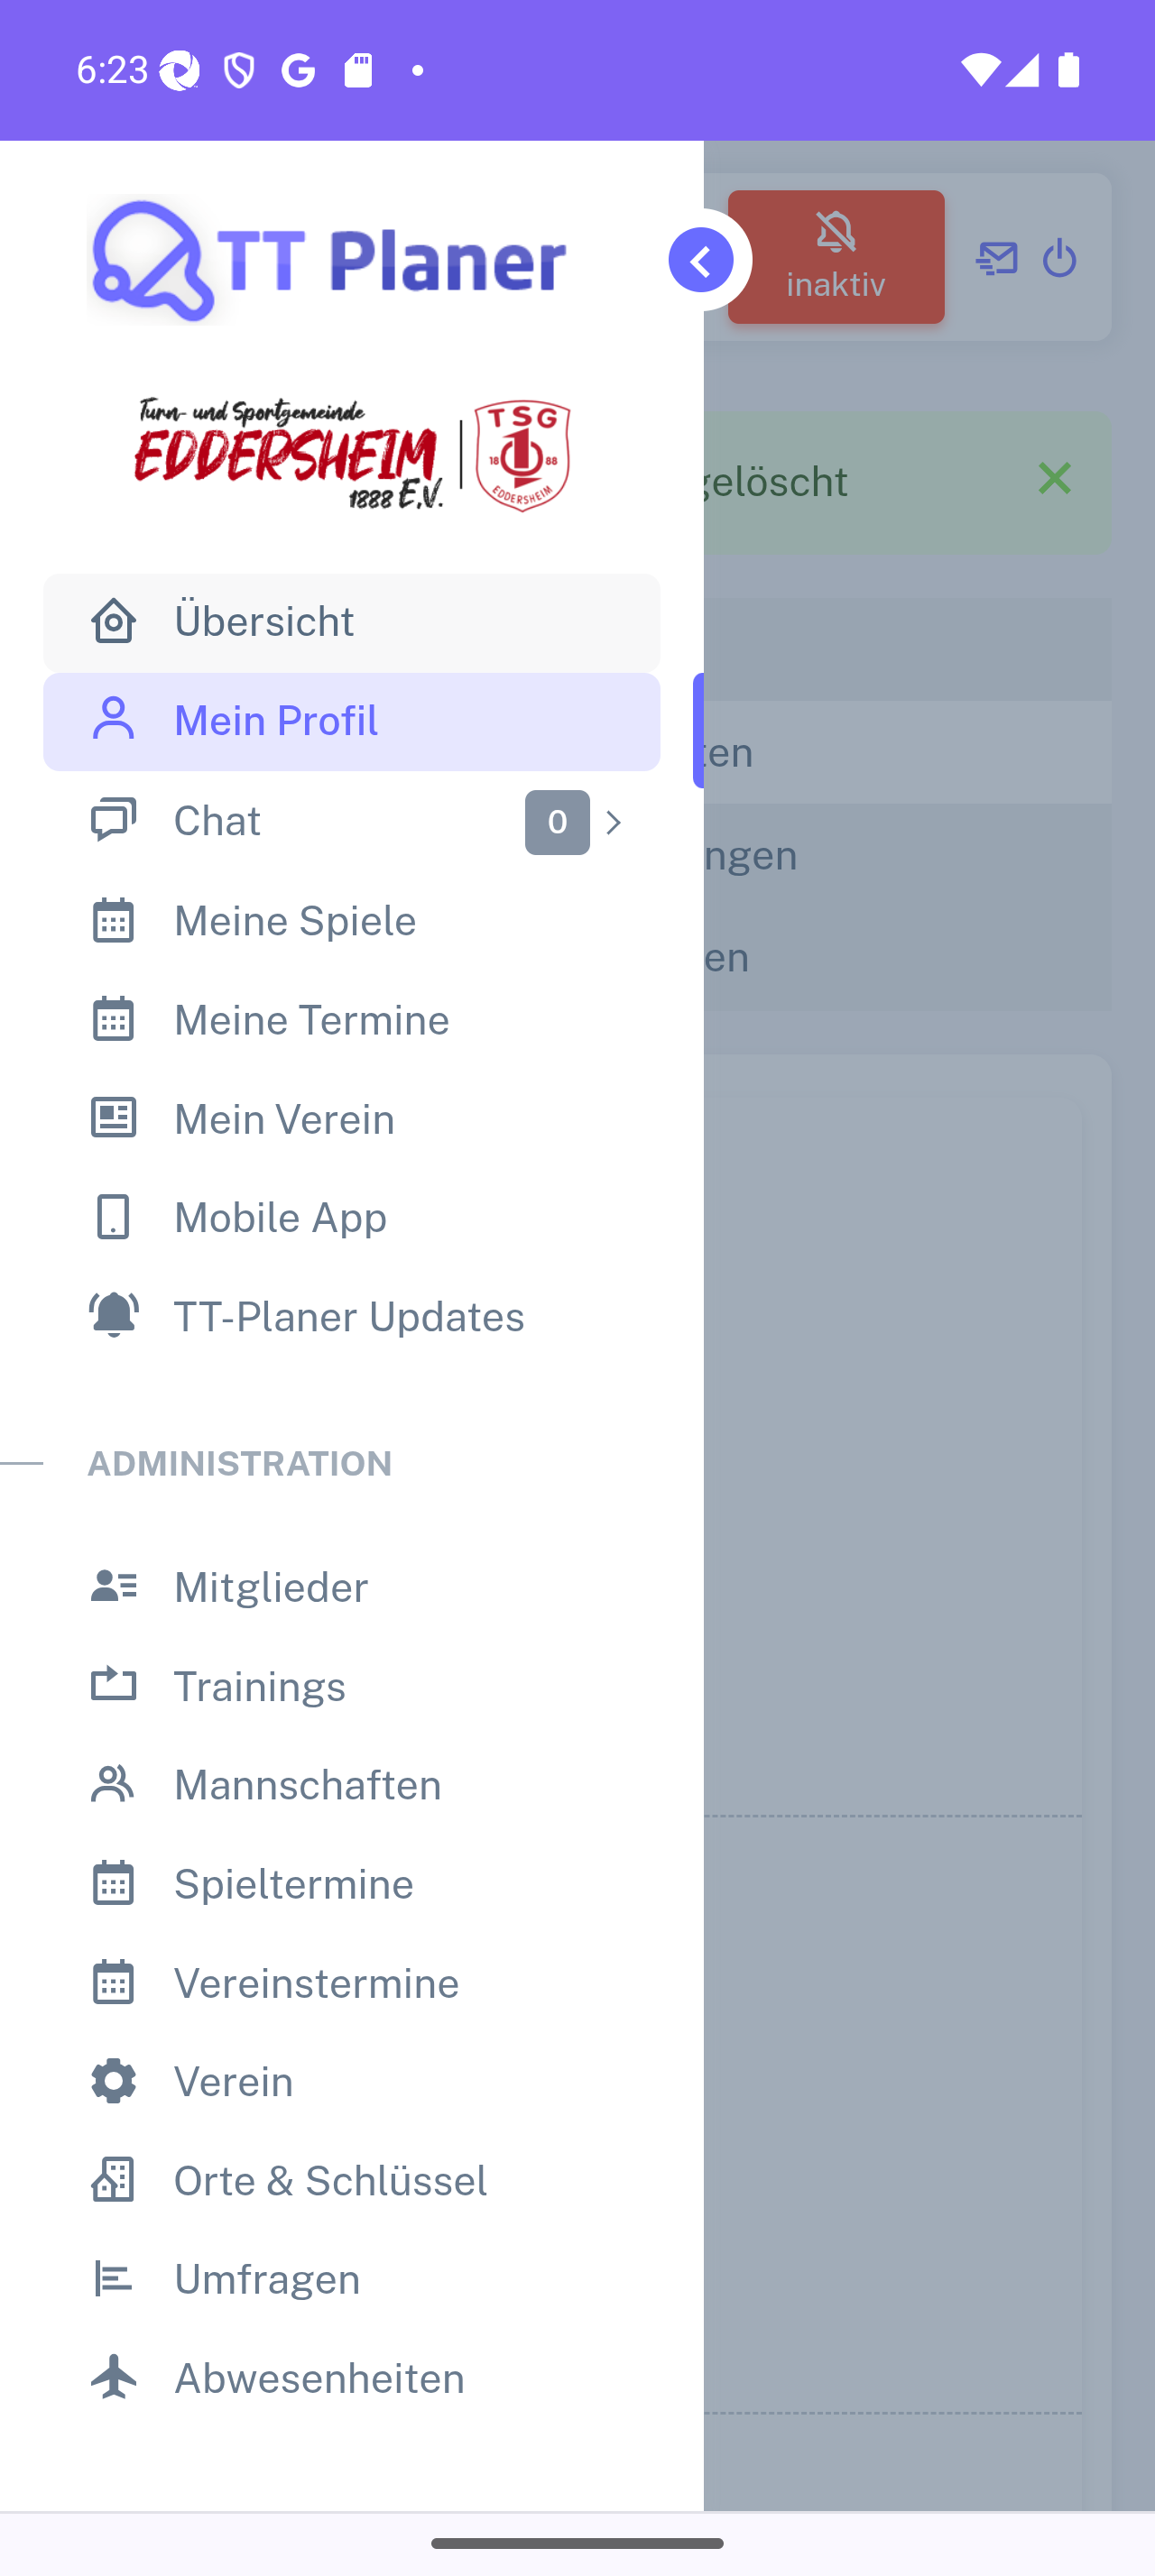 6:23
TT Planer
inaktiv
Turn- und Sportgemeinde
EDDERSHEIM
1888 E.V.
TSG
18 88
EDDERSHEIM
gelöscht
Übersicht
Mein Profil
ten
Chat 0
ngen
Meine Spiele
en
Meine Termine
Mein Verein
Mobile App
TT-Planer Updates
ADMINISTRATION
Mitglieder
Trainings
Mannschaften
Spieltermine
Vereinstermine
Verein
Orte & Schlüssel
Umfragen
Abwesenheiten